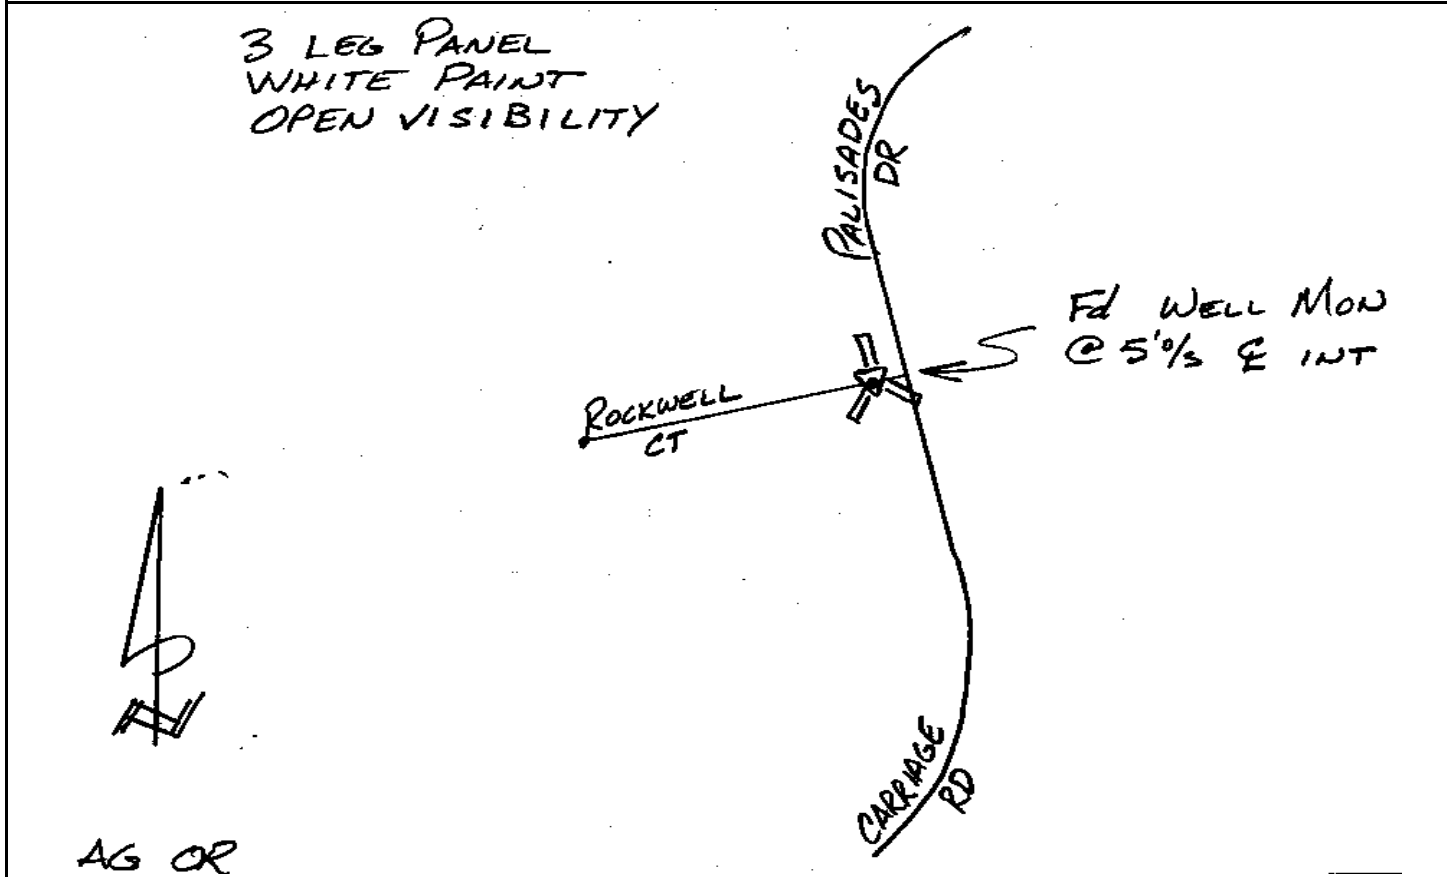 3 LEG PANEL
WHITE PAINT
OPEN VISIBILITY
PALISADES
DR
Fd WELL MON
@ 5' o/s ℄ INT
ROCKWELL
CT
N
CARRIAGE
RD
AG OR